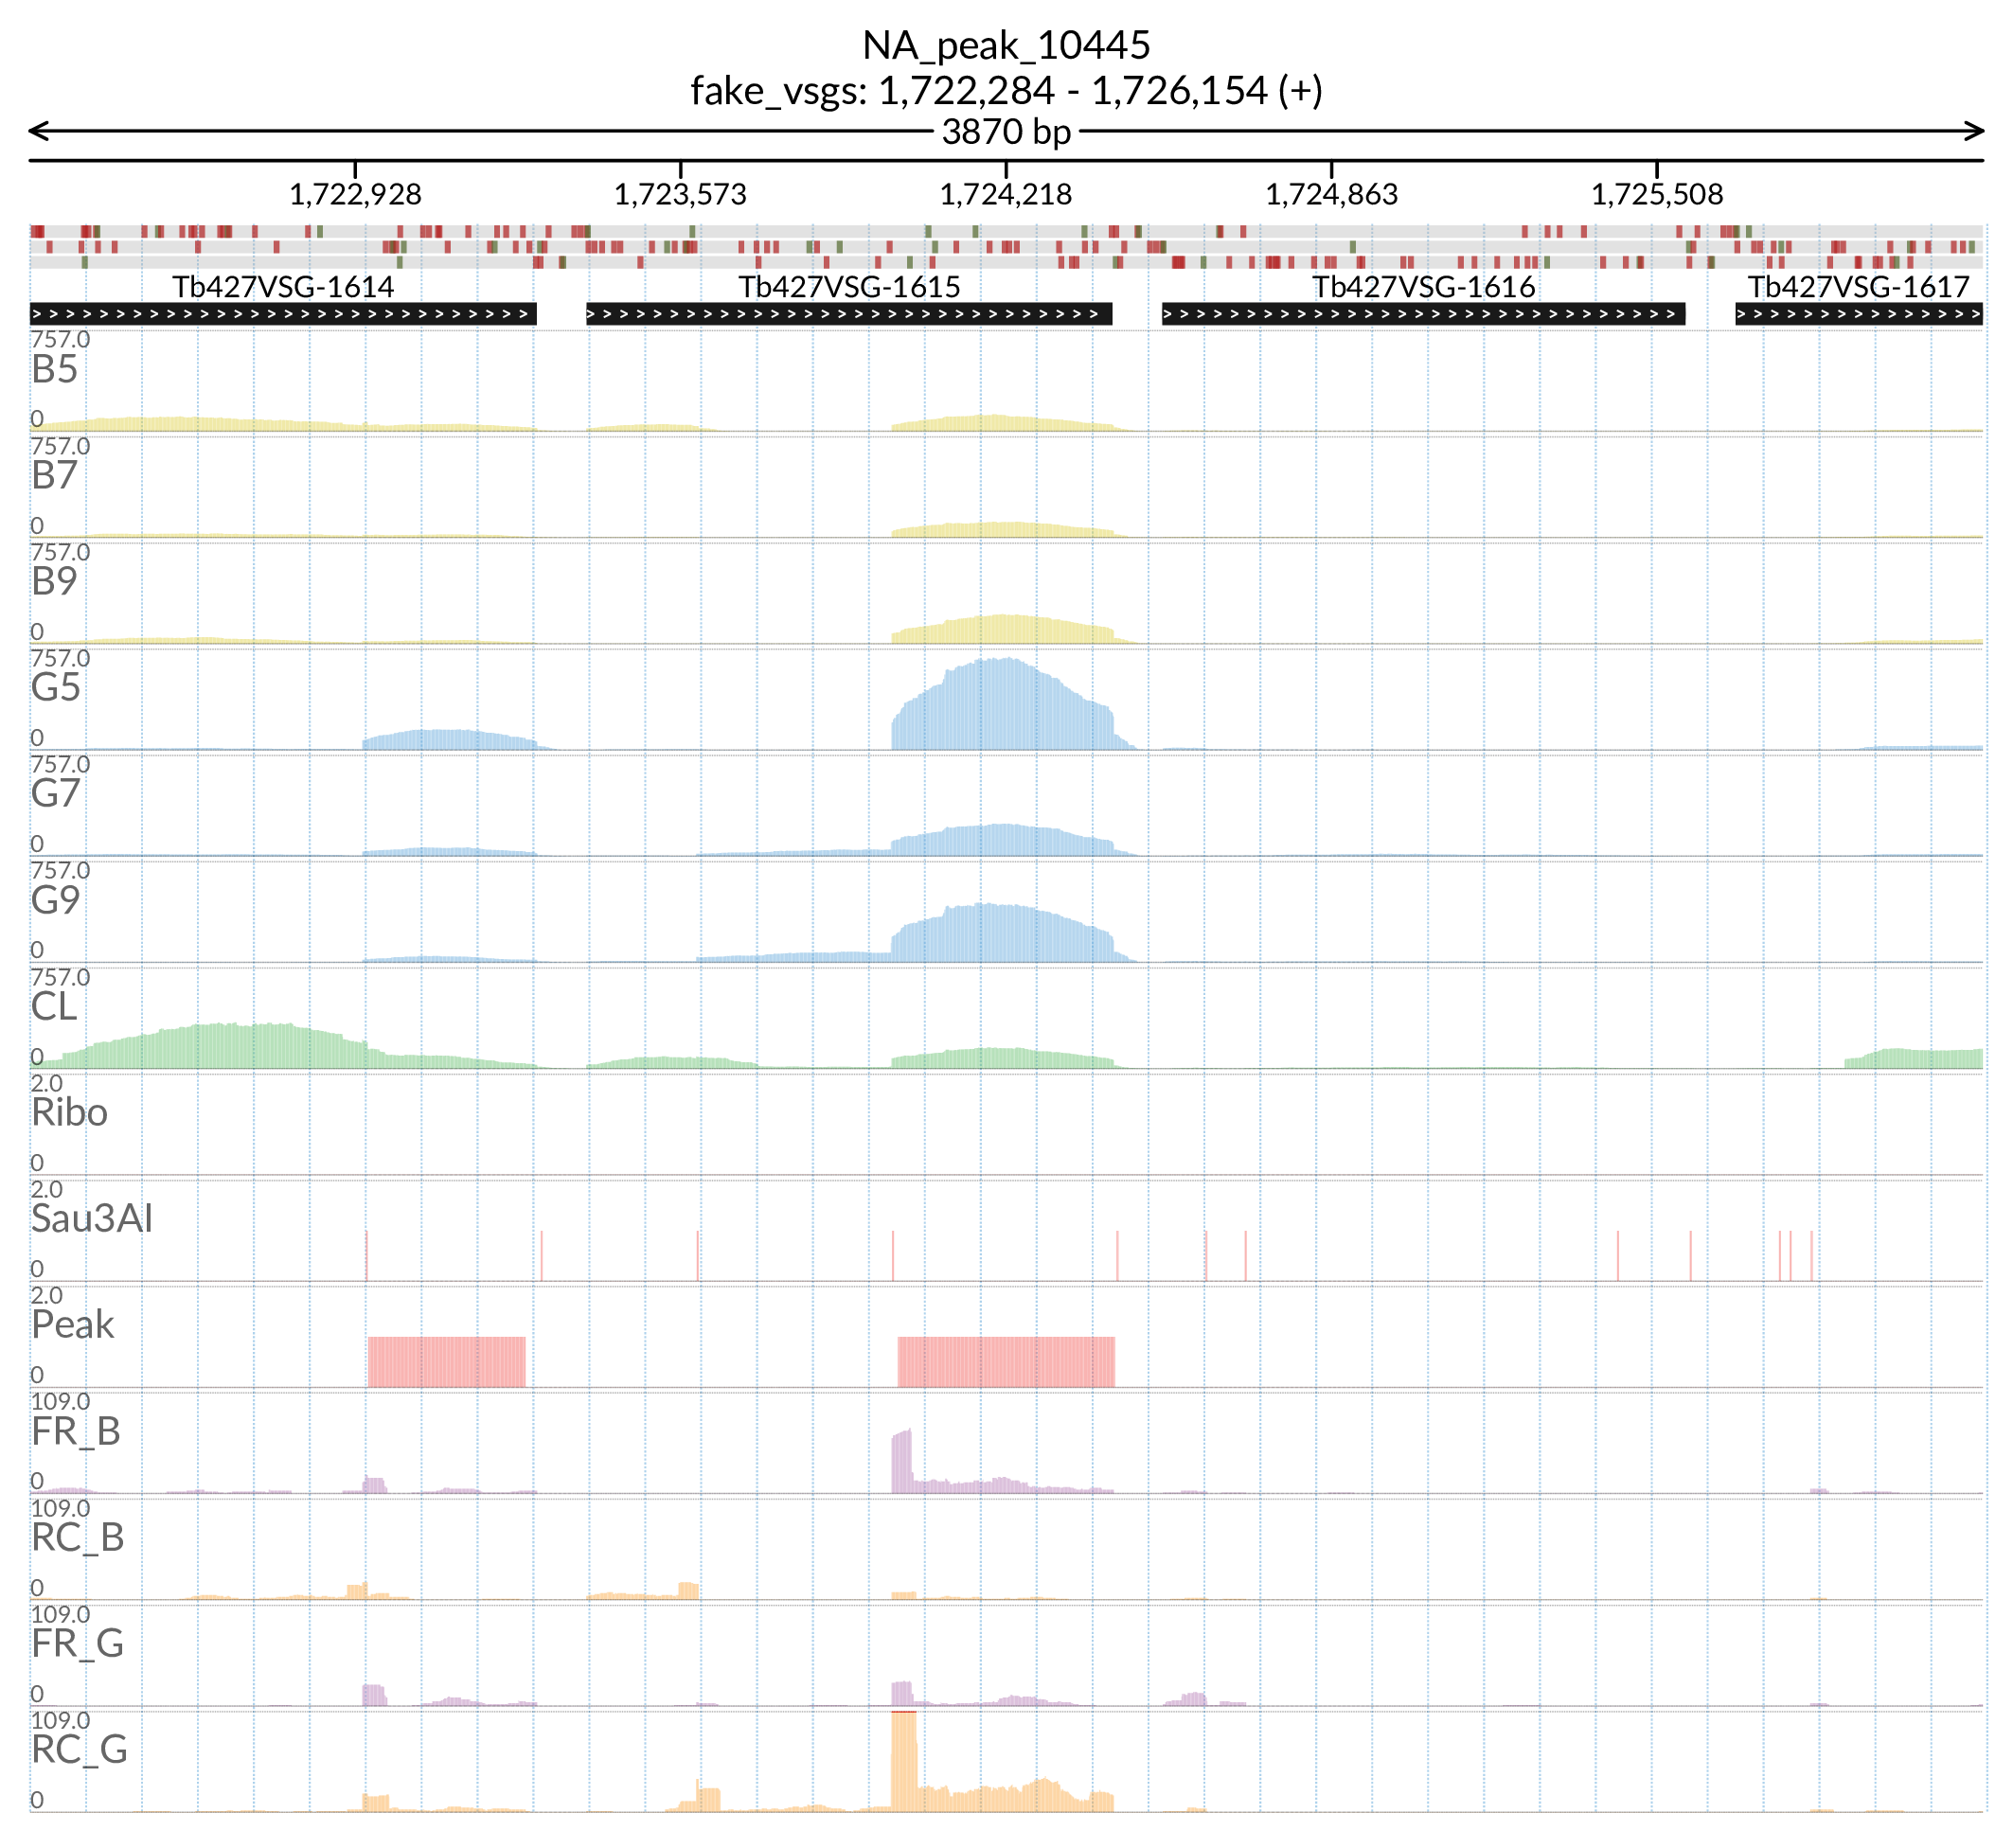 NA_peak_10445
fake_vsgs: 1,722,284 - 1,726,154 (+)
3870 bp
1,722,928 1,723,573 1,724,218 1,724,863 1,725,508
Tb427VSG-1614 Tb427VSG-1615 Tb427VSG-1616 Tb427VSG-1617
757.0
B5
0
757.0
B7
0
757.0
B9
0
757.0
G5
0
757.0
G7
0
757.0
G9
0
757.0
CL
0
2.0
Ribo
0
2.0
Sau3AI
0
2.0
Peak
0
109.0
FR_B
0
109.0
RC_B
0
109.0
FR_G
0
109.0
RC_G
0